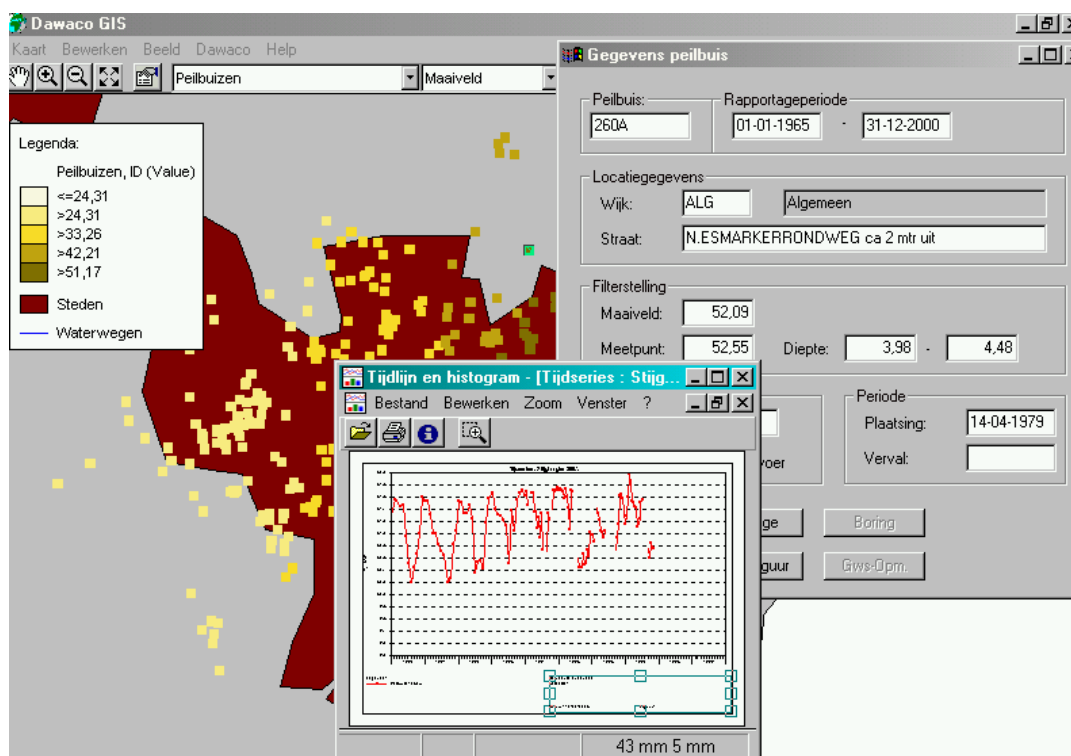 Dawaco GIS
Kaart Bewerken Beeld Dawaco Help
Peilbuizen Maaiveld
Legenda:
Peilbuizen, ID (Value)
<=24,31
>24,31
>33,26
>42,21
>51,17
Steden
Waterwegen
Gegevens peilbuis
Peilbuis: Rapportageperiode
260A 01-01-1965 - 31-12-2000
Locatiegegevens
Wijk: ALG Algemeen
Straat: N.ESMARKERRONDWEG ca 2 mtr uit
Filterstelling
Maaiveld: 52,09
Meetpunt: 52,55 Diepte: 3,98 - 4,48
Periode
Plaatsing: 14-04-1979
voer Verval:
ge Boring
guur Gws-Opm.
Tijdlijn en histogram - [Tijdseries : Stijg...
Bestand Bewerken Zoom Venster ?
43 mm 5 mm